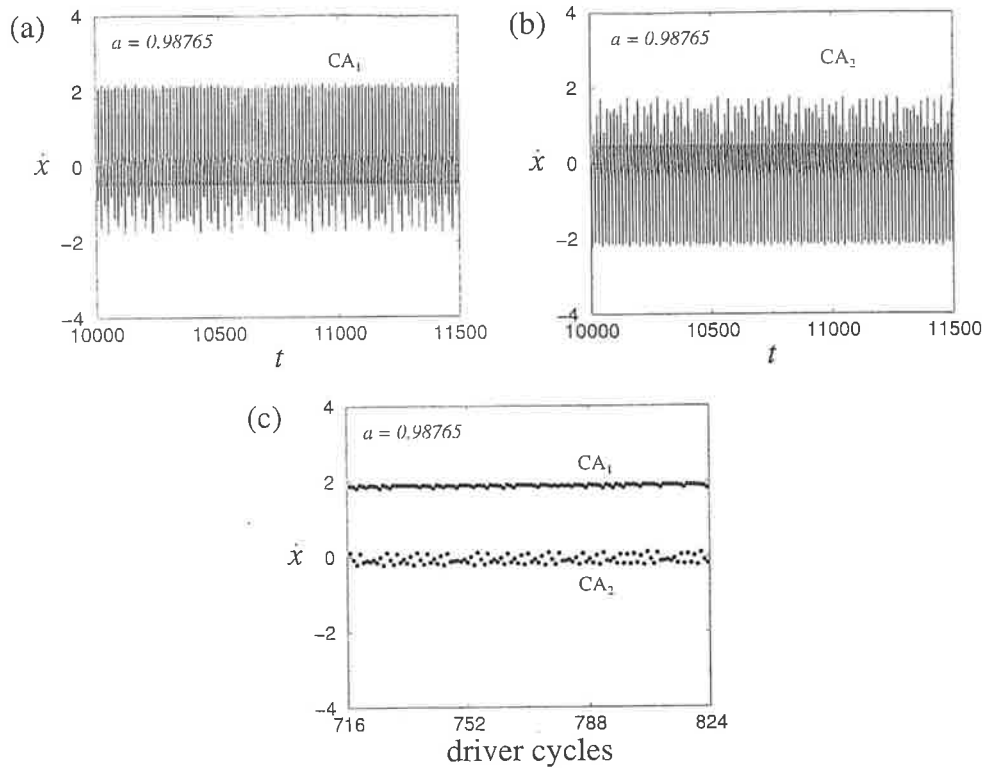 (a)
4
a = 0.98765
CA₁
2
ẋ
0
-2
-4
10000 10500 11000 11500
t
(b)
4
a = 0.98765
CA₂
2
ẋ
0
-2
-4
10000 10500 11000 11500
t
(c)
4
a = 0.98765
CA₁
2
ẋ
0
CA₂
-2
-4
716 752 788 824
driver cycles